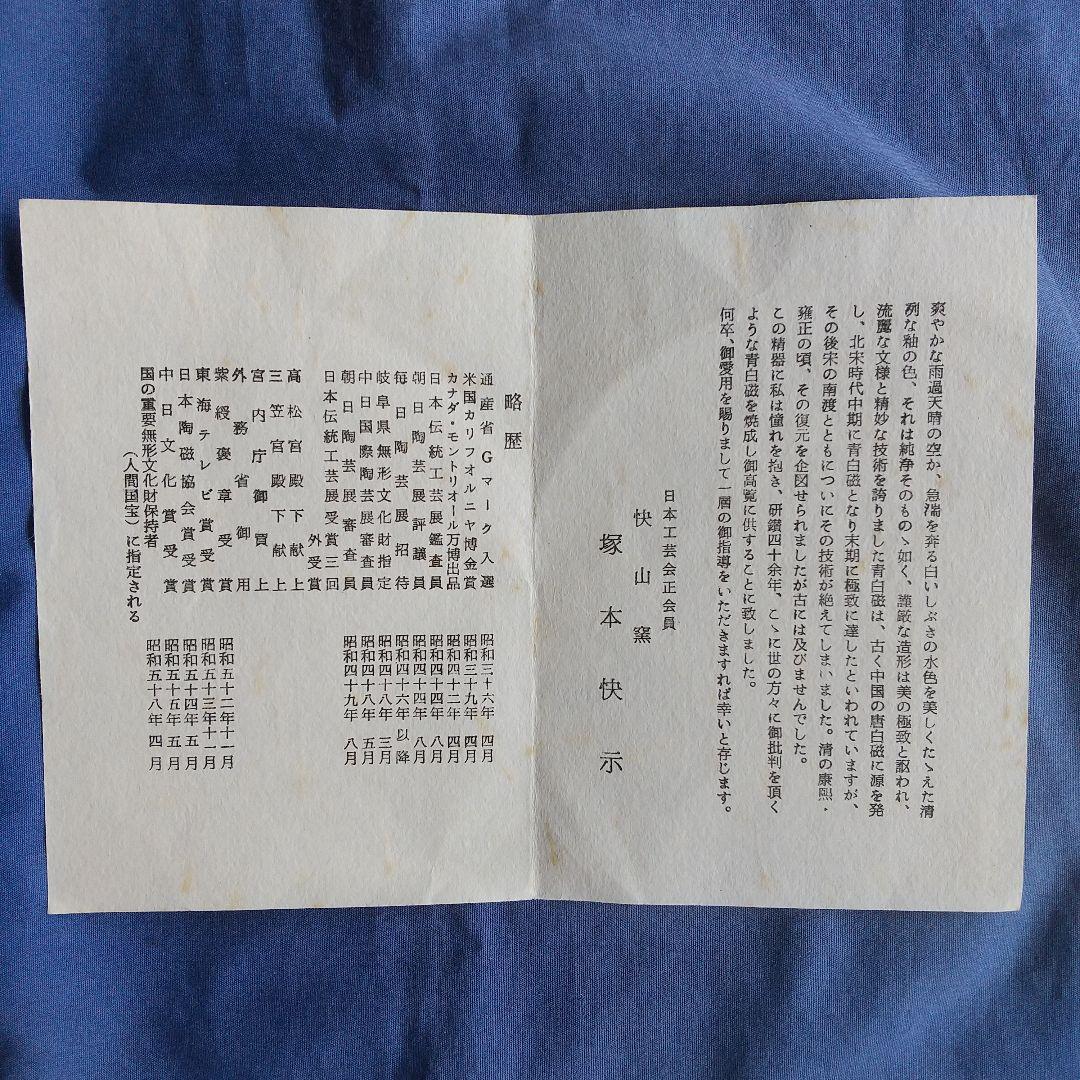 爽やかな雨過天晴の空か、急湍を奔る白いしぶきの水色を美しくたゝえた清
冽な釉の色、それは純浄そのものゝ如く、謹厳な造形は美の極致と謳われ、
流麗な文様と精妙な技術を誇りました青白磁は、古く中国の唐白磁に源を発
し、北宋時代中期に青白磁となり末期に極致に達したといわれていますが、
その後宋の南渡とともについにその技術が絶えてしまいました。清の康熙・
雍正の頃、その復元を企図せられましたが古には及びませんでした。
この精器に私は憧れを抱き、研鑽四十余年、こゝに世の方々に御批判を頂く
ような青白磁を焼成し御高覧に供することに致しました。
何卒、御愛用を賜りまして一層の御指導をいただきますれば幸いと存じます。
日本工芸会正会員
快山窯
塚本快示
略歴
通産省Gマーク入選 昭和三十六年 四月
米国カリフオルニヤ博金賞 昭和三十九年 四月
カナダ・モントリオール万博出品 昭和四十二年 四月
日本伝統工芸展鑑査員 昭和四十四年 八月
朝日陶芸展評議員 昭和四十四年 八月
毎日陶芸展招待 昭和四十六年以降
岐阜県無形文化財指定 昭和四十八年 三月
中日国際陶芸展審査員 昭和四十八年 五月
朝日陶芸展審査員 昭和四十九年 八月
日本伝統工芸展受賞三回
外受賞
高松宮殿下献上
三笠宮殿下献上
宮内庁御買上
外務省御用
紫綬褒章受賞 昭和五十二年十一月
東海テレビ賞受賞 昭和五十三年十一月
日本陶磁協会賞受賞 昭和五十四年 五月
中日文化賞受賞 昭和五十五年 五月
国の重要無形文化財保持者 昭和五十八年 四月
(人間国宝)に指定される